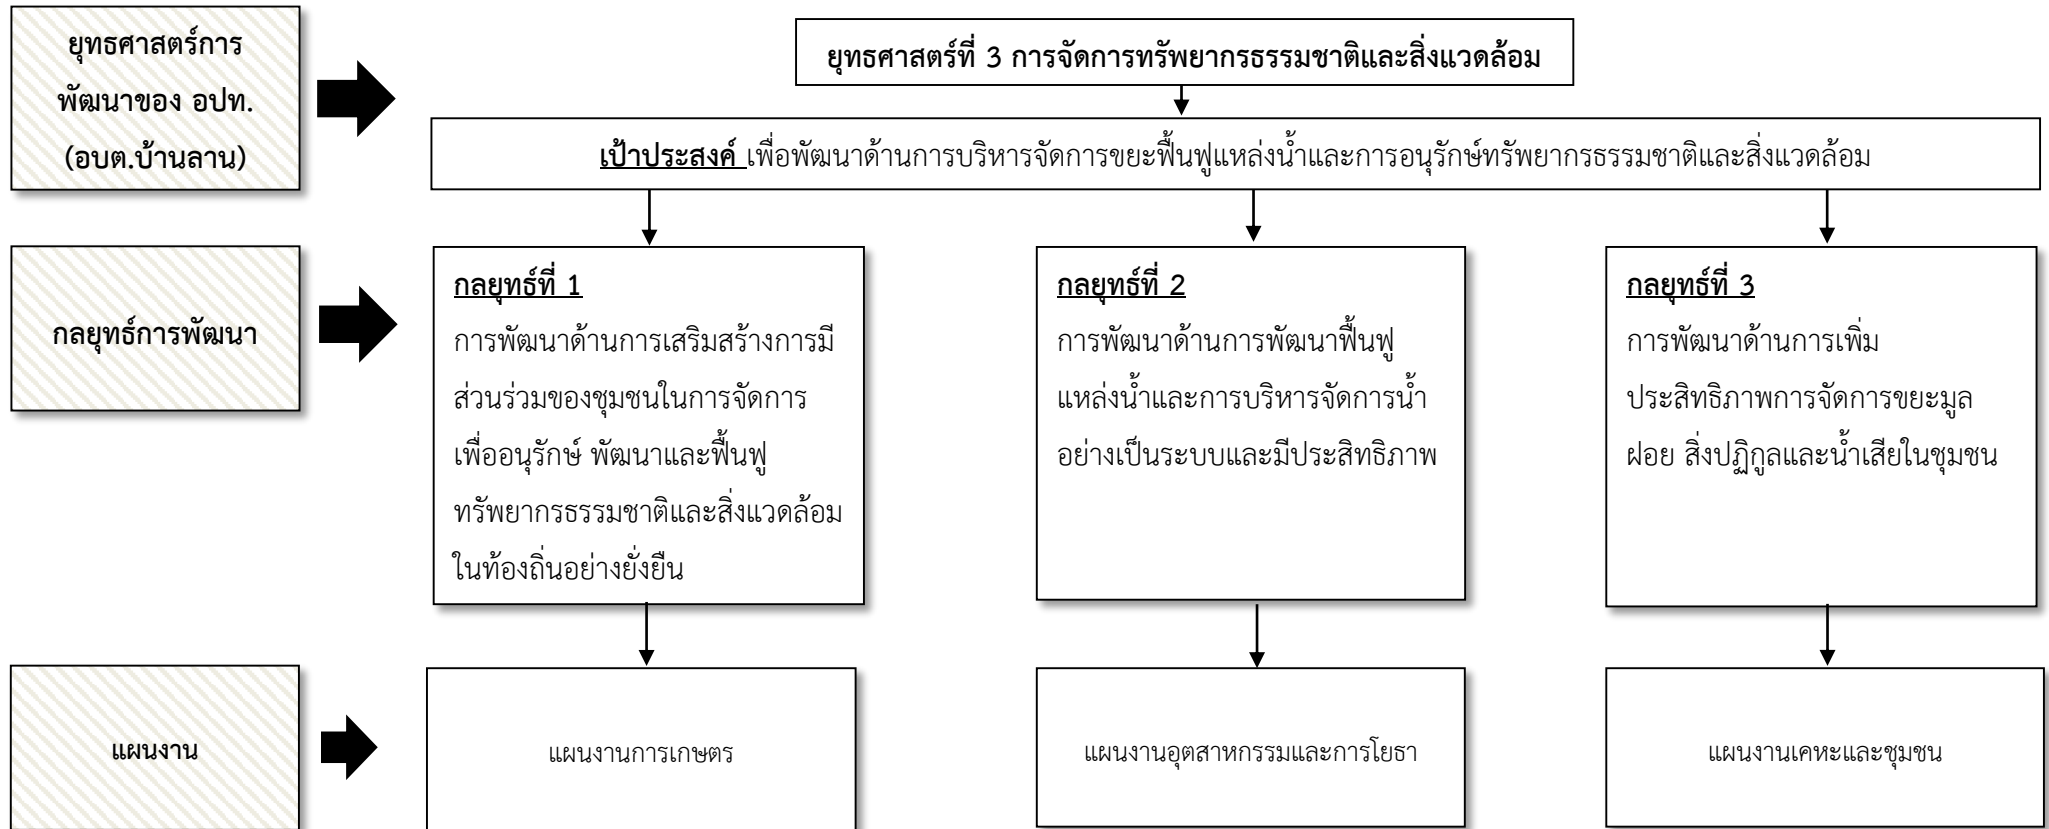 ยุทธศาสตร์การ
พัฒนาของ อปท.
(อบต.บ้านลาน)
ยุทธศาสตร์ที่ 3 การจัดการทรัพยากรธรรมชาติและสิ่งแวดล้อม
เป้าประสงค์ เพื่อพัฒนาด้านการบริหารจัดการขยะฟื้นฟูแหล่งน้ำและการอนุรักษ์ทรัพยากรธรรมชาติและสิ่งแวดล้อม
กลยุทธ์การพัฒนา
กลยุทธ์ที่ 1
การพัฒนาด้านการเสริมสร้างการมี
ส่วนร่วมของชุมชนในการจัดการ
เพื่ออนุรักษ์ พัฒนาและฟื้นฟู
ทรัพยากรธรรมชาติและสิ่งแวดล้อม
ในท้องถิ่นอย่างยั่งยืน
กลยุทธ์ที่ 2
การพัฒนาด้านการพัฒนาฟื้นฟู
แหล่งน้ำและการบริหารจัดการน้ำ
อย่างเป็นระบบและมีประสิทธิภาพ
กลยุทธ์ที่ 3
การพัฒนาด้านการเพิ่ม
ประสิทธิภาพการจัดการขยะมูล
ฝอย สิ่งปฏิกูลและน้ำเสียในชุมชน
แผนงาน
แผนงานการเกษตร
แผนงานอุตสาหกรรมและการโยธา
แผนงานเคหะและชุมชน